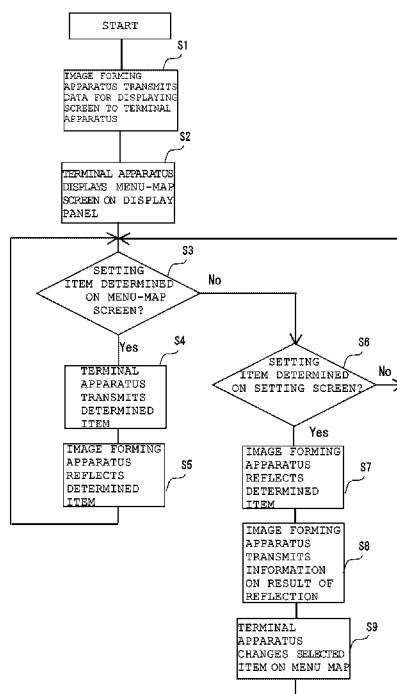 START
S1
IMAGE FORMING
APPARATUS TRANSMITS
DATA FOR DISPLAYING
SCREEN TO TERMINAL
APPARATUS
S2
TERMINAL APPARATUS
DISPLAYS MENU-MAP
SCREEN ON DISPLAY
PANEL
S3
SETTING
ITEM DETERMINED
ON MENU-MAP
SCREEN?
No
Yes
S4
TERMINAL
APPARATUS
TRANSMITS
DETERMINED
ITEM
S5
IMAGE FORMING
APPARATUS
REFLECTS
DETERMINED
ITEM
S6
SETTING
ITEM DETERMINED
ON SETTING SCREEN?
No
Yes
S7
IMAGE FORMING
APPARATUS
REFLECTS
DETERMINED
ITEM
S8
IMAGE FORMING
APPARATUS
TRANSMITS
INFORMATION
ON RESULT OF
REFLECTION
S9
TERMINAL
APPARATUS
CHANGES SELECTED
ITEM ON MENU MAP